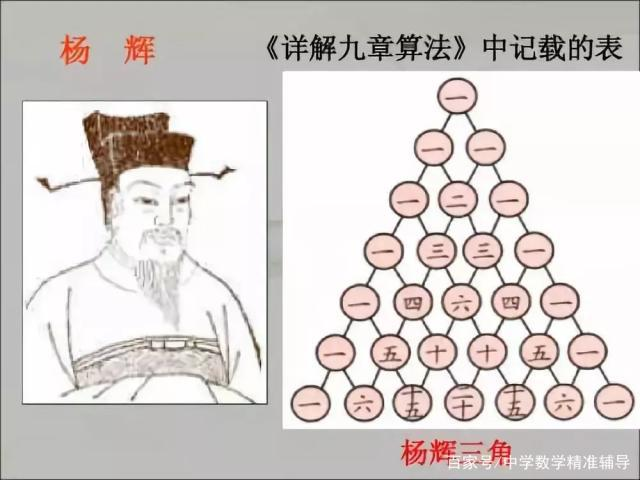 杨 辉
《详解九章算法》中记载的表
一
一 一
一 二 一
一 三 三 一
一 四 六 四 一
一 五 十 十 五 一
一 六 十五 二十 十五 六 一
杨辉三角
百家号/中学数学精准辅导